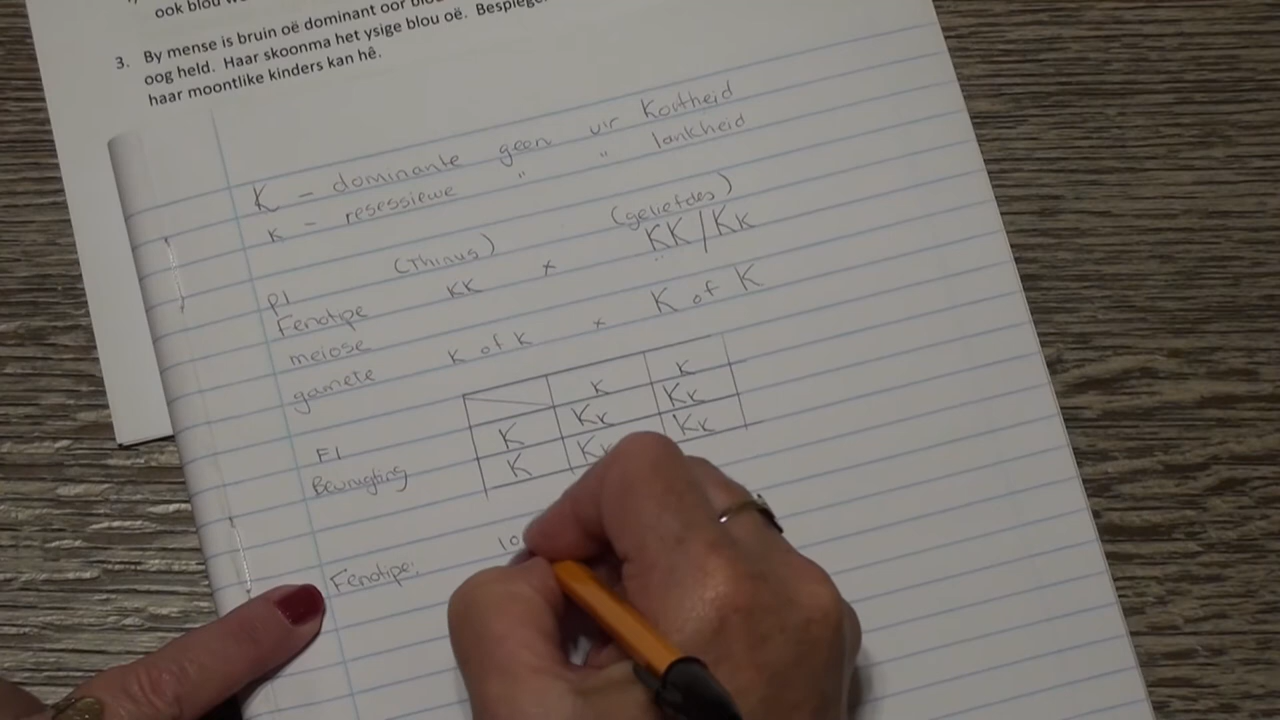 ook blou
3. By mense is bruin oë dominant oor
oog held. Haar skoonma het ysige blou oë.
haar moontlike kinders kan hê.
K - dominante geen vir Kortheid
k - resessiewe " " lankheid
(Thinus) (geliefdes)
P1
Fenotipe kk x KK/Kk
meiose
gamete k of k x K of K
k k
F1 K Kk Kk
Bevrugting K Kk Kk
Fenotipe: 10